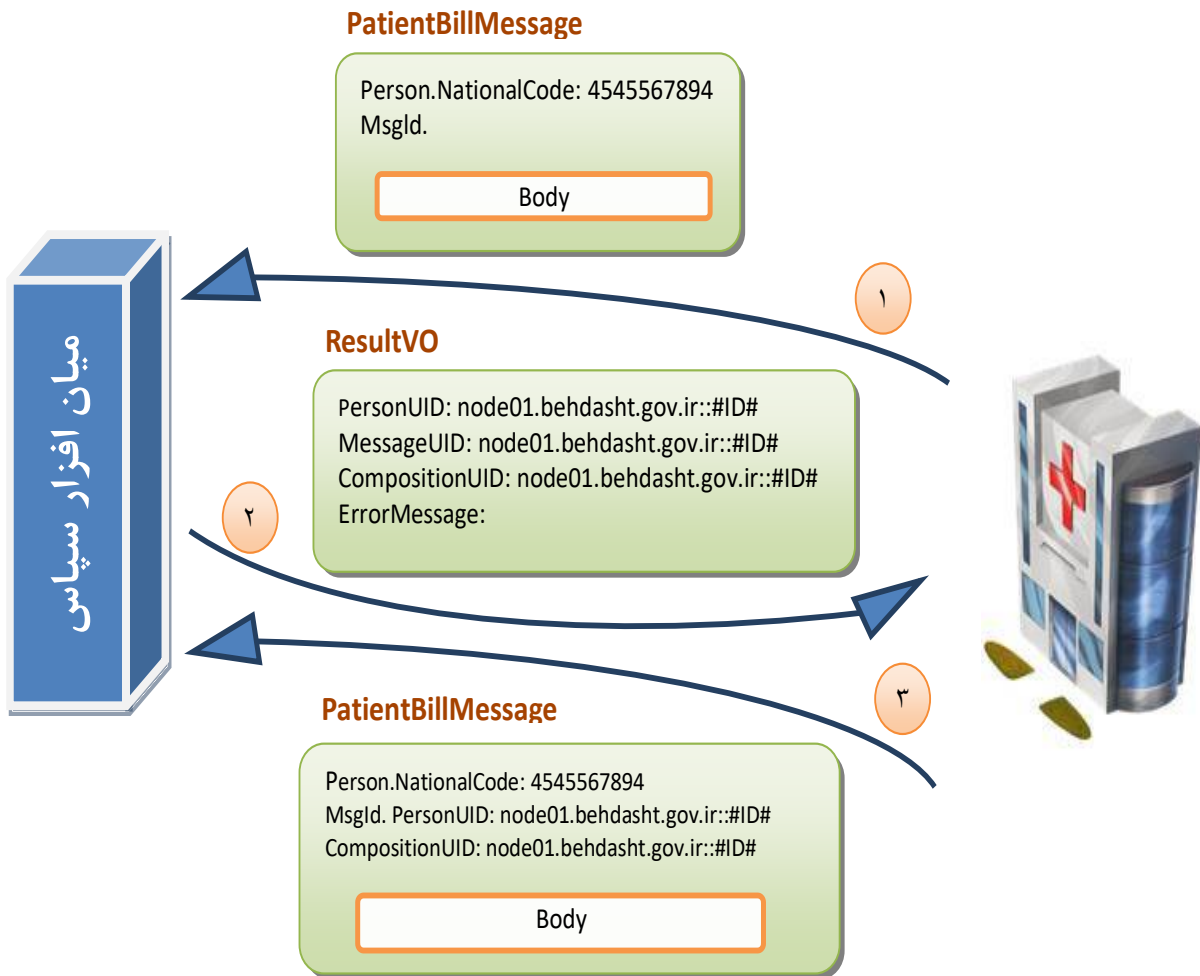 PatientBillMessage
Person.NationalCode: 4545567894
MsgId.
Body
۱
میان افزار سپاس
ResultVO
PersonUID: node01.behdasht.gov.ir::#ID#
MessageUID: node01.behdasht.gov.ir::#ID#
CompositionUID: node01.behdasht.gov.ir::#ID#
ErrorMessage:
۲
۳
PatientBillMessage
Person.NationalCode: 4545567894
MsgId. PersonUID: node01.behdasht.gov.ir::#ID#
CompositionUID: node01.behdasht.gov.ir::#ID#
Body